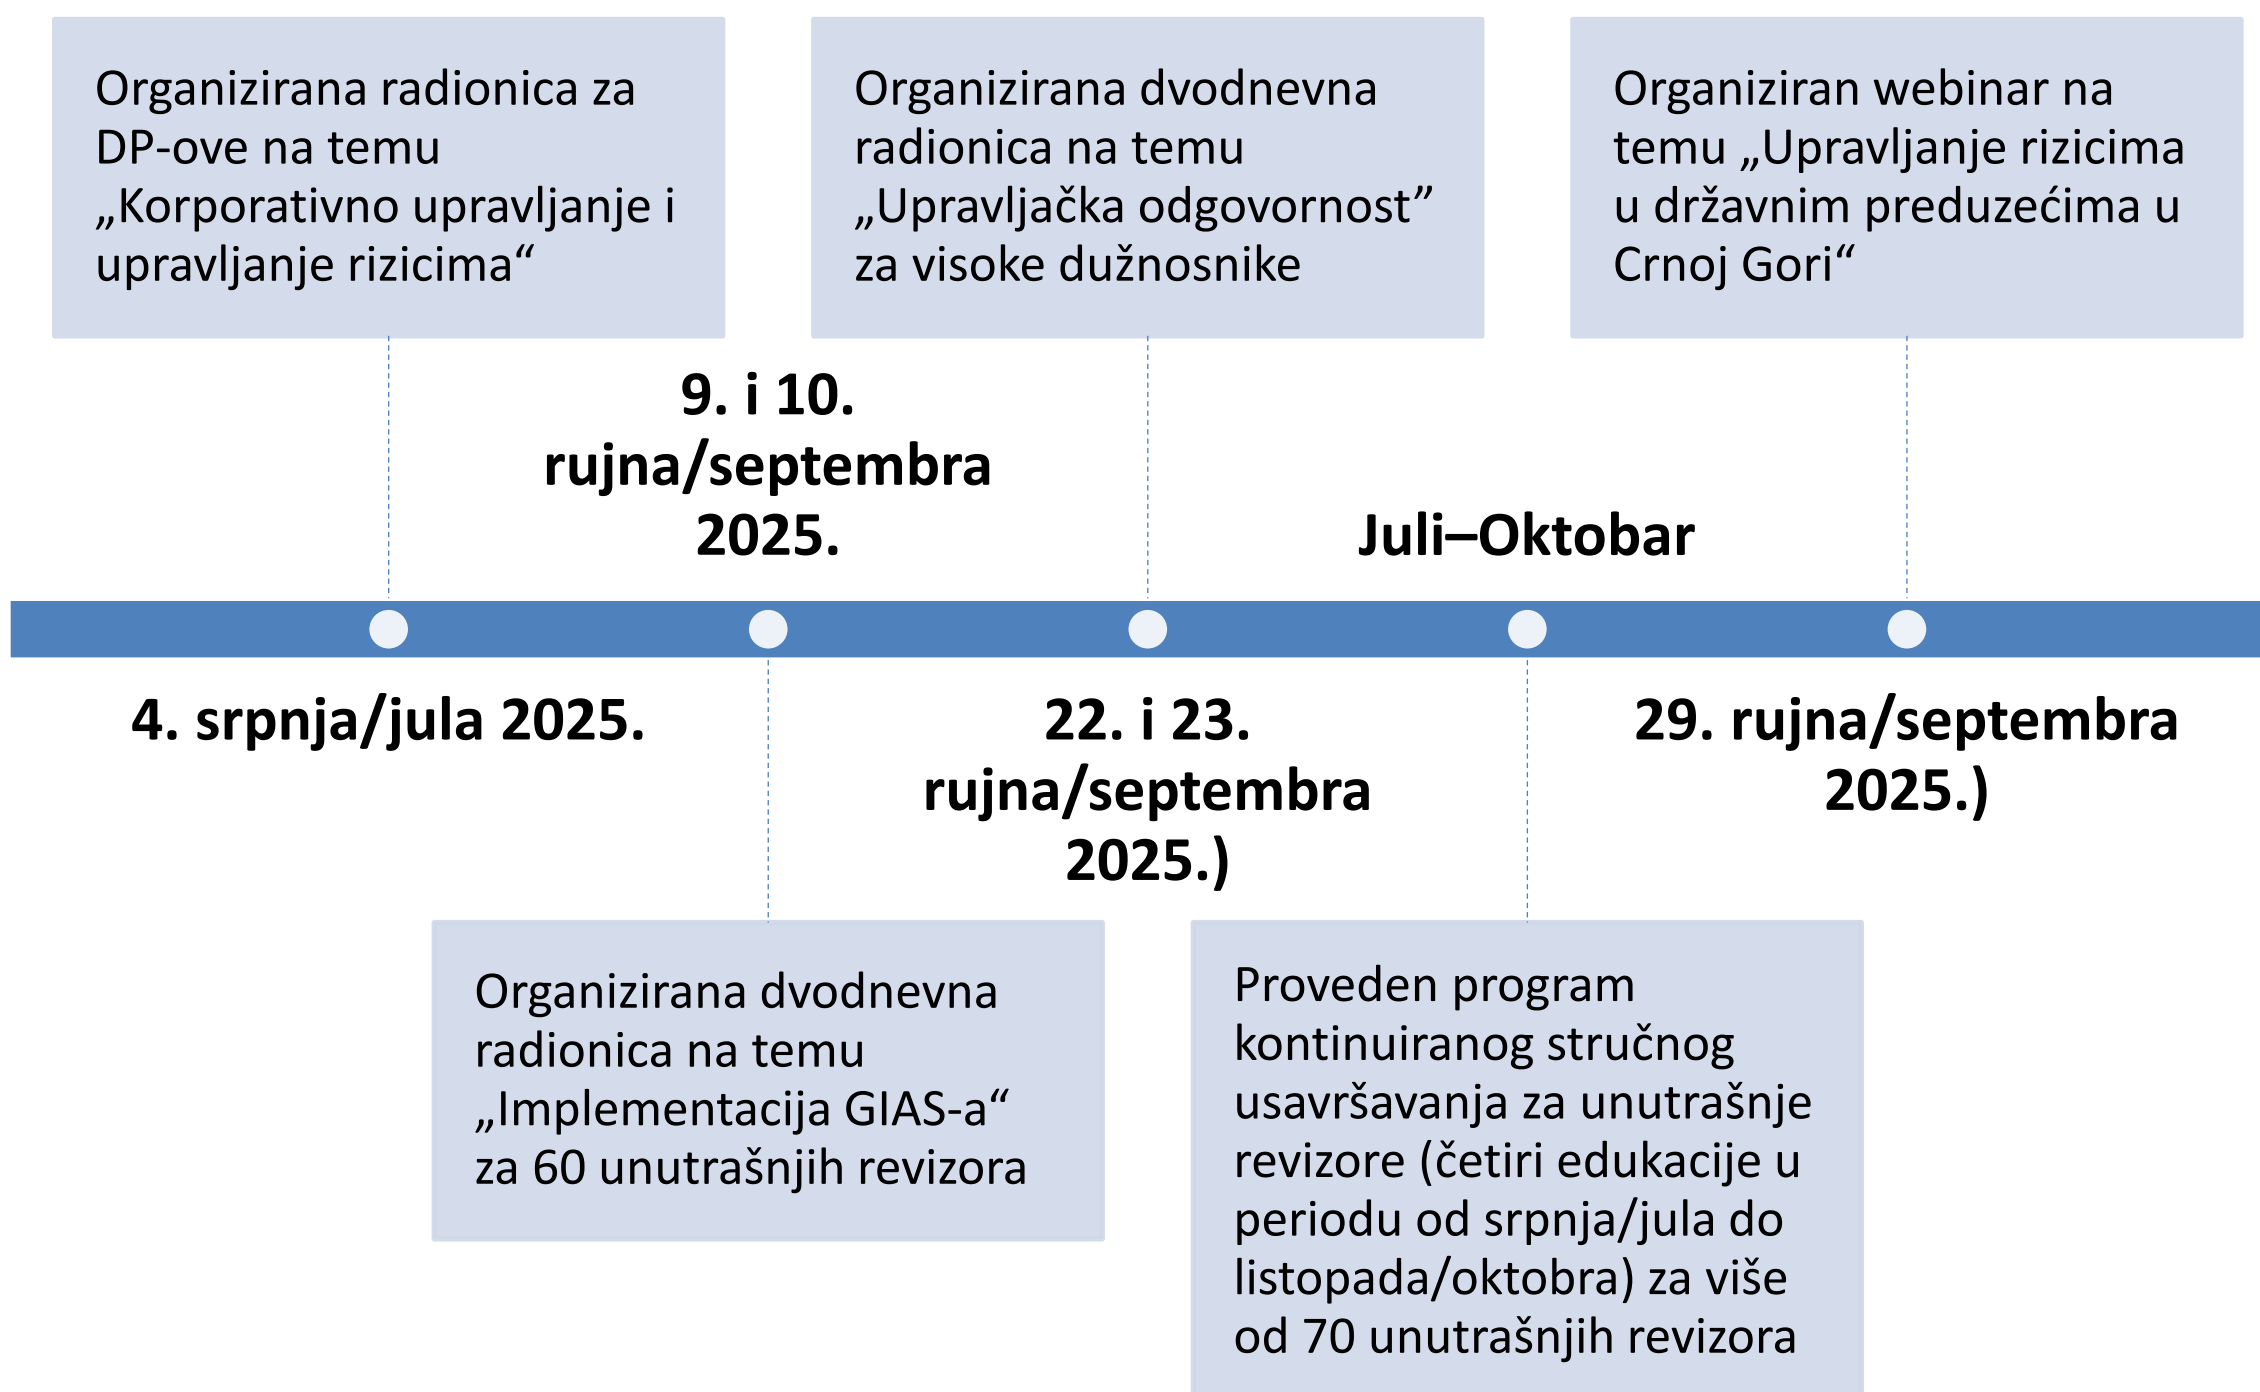 Organizirana radionica za
DP-ove na temu
„Korporativno upravljanje i
upravljanje rizicima“
Organizirana dvodnevna
radionica na temu
„Upravljačka odgovornost”
za visoke dužnosnike
Organiziran webinar na
temu „Upravljanje rizicima
u državnim preduzećima u
Crnoj Gori“
9. i 10.
rujna/septembra
2025.
Juli–Oktobar
4. srpnja/jula 2025.
22. i 23.
rujna/septembra
2025.)
29. rujna/septembra
2025.)
Organizirana dvodnevna
radionica na temu
„Implementacija GIAS-a“
za 60 unutrašnjih revizora
Proveden program
kontinuiranog stručnog
usavršavanja za unutrašnje
revizore (četiri edukacije u
periodu od srpnja/jula do
listopada/oktobra) za više
od 70 unutrašnjih revizora